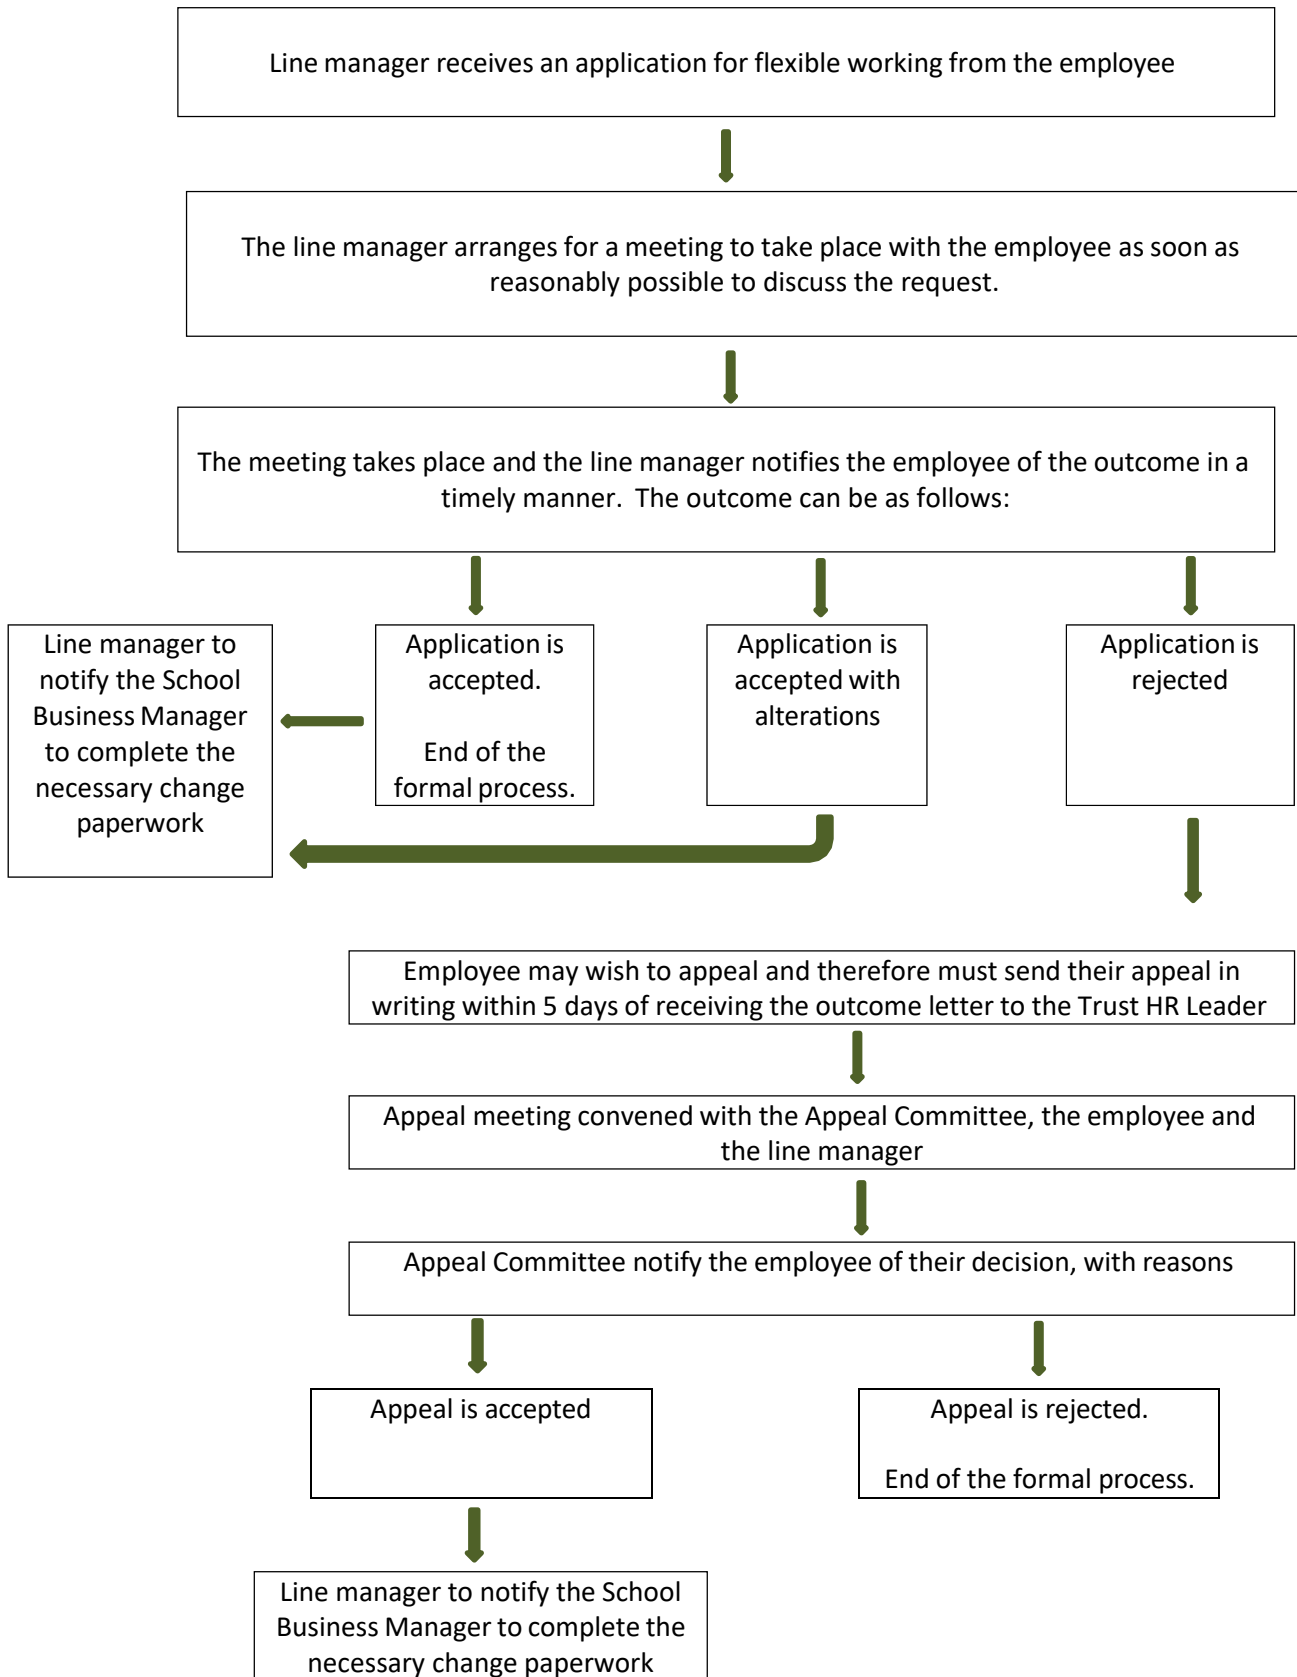 Line manager receives an application for flexible working from the employee
The line manager arranges for a meeting to take place with the employee as soon as
reasonably possible to discuss the request.
The meeting takes place and the line manager notifies the employee of the outcome in a
timely manner.  The outcome can be as follows:
Line manager to
notify the School
Business Manager
to complete the
necessary change
paperwork
Application is
accepted.
End of the
formal process.
Application is
accepted with
alterations
Application is
rejected
Employee may wish to appeal and therefore must send their appeal in
writing within 5 days of receiving the outcome letter to the Trust HR Leader
Appeal meeting convened with the Appeal Committee, the employee and
the line manager
Appeal Committee notify the employee of their decision, with reasons
Appeal is accepted
Appeal is rejected.
End of the formal process.
Line manager to notify the School
Business Manager to complete the
necessary change paperwork